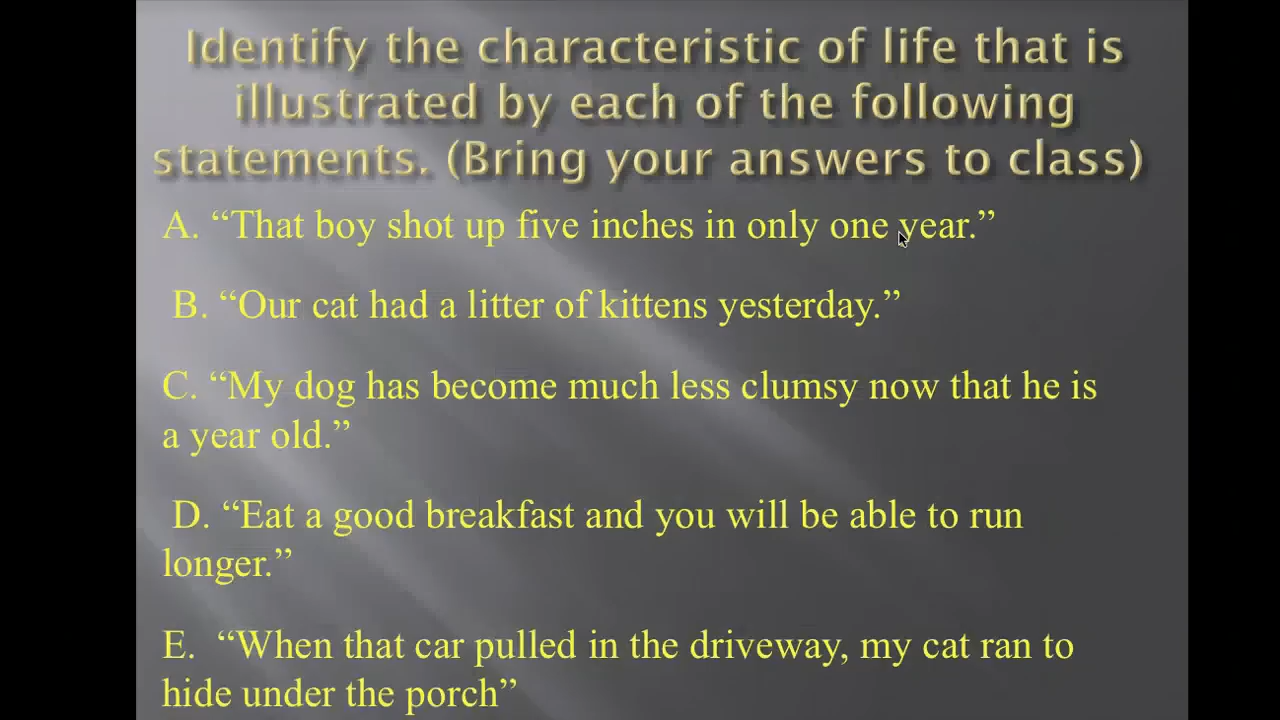 Identify the characteristic of life that is
illustrated by each of the following
statements. (Bring your answers to class)
A. “That boy shot up five inches in only one year.”
B. “Our cat had a litter of kittens yesterday.”
C. “My dog has become much less clumsy now that he is
a year old.”
D. “Eat a good breakfast and you will be able to run
longer.”
E. “When that car pulled in the driveway, my cat ran to
hide under the porch”